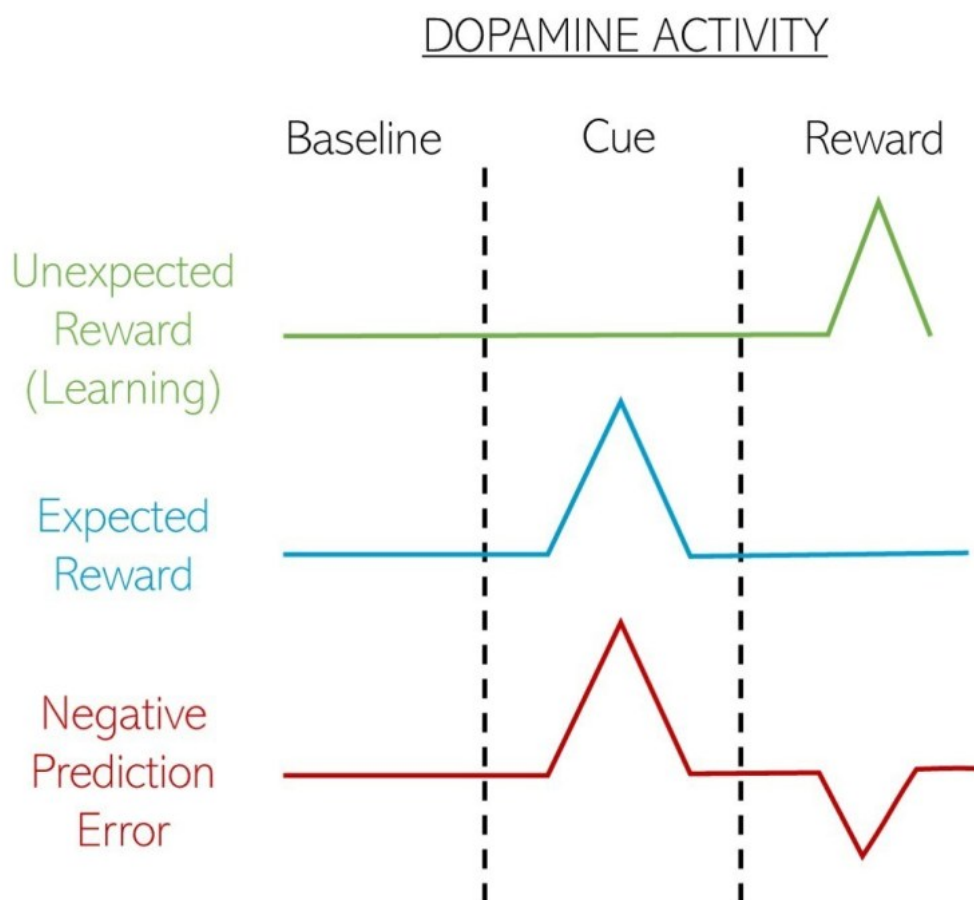 DOPAMINE ACTIVITY
Baseline
Cue
Reward
Unexpected
Reward
(Learning)
Expected
Reward
Negative
Prediction
Error